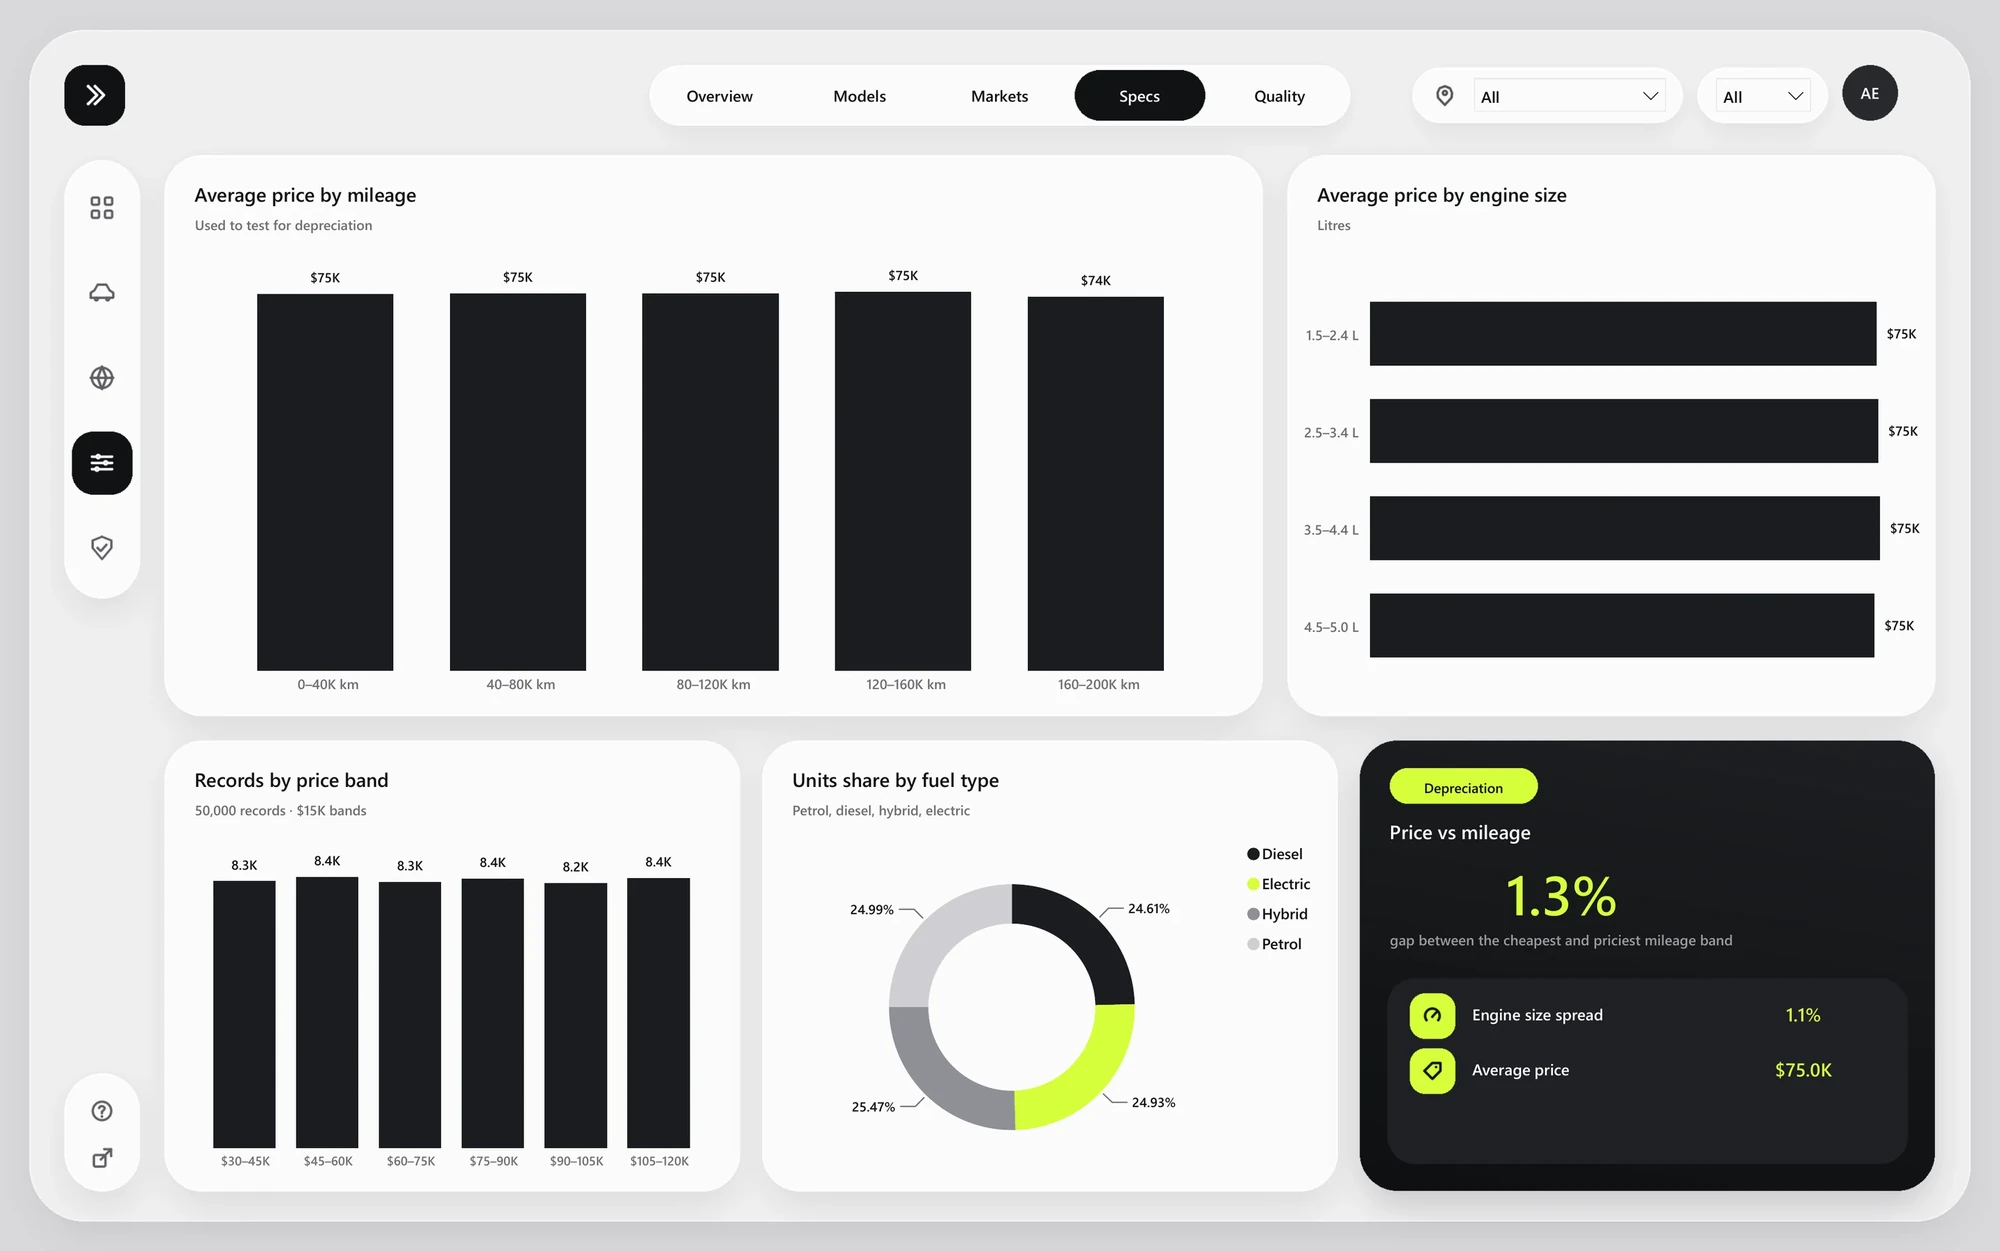 Overview
Models
Markets
Specs
Quality
All
All
AE
Average price by mileage
Used to test for depreciation
$75K
$75K
$75K
$75K
$74K
0–40K km
40–80K km
80–120K km
120–160K km
160–200K km
Average price by engine size
Litres
1.5–2.4 L
$75K
2.5–3.4 L
$75K
3.5–4.4 L
$75K
4.5–5.0 L
$75K
Records by price band
50,000 records · $15K bands
8.3K
8.4K
8.3K
8.4K
8.2K
8.4K
$30–45K
$45–60K
$60–75K
$75–90K
$90–105K
$105–120K
Units share by fuel type
Petrol, diesel, hybrid, electric
Diesel
Electric
Hybrid
Petrol
24.99%
24.61%
25.47%
24.93%
Depreciation
Price vs mileage
1.3%
gap between the cheapest and priciest mileage band
Engine size spread
1.1%
Average price
$75.0K